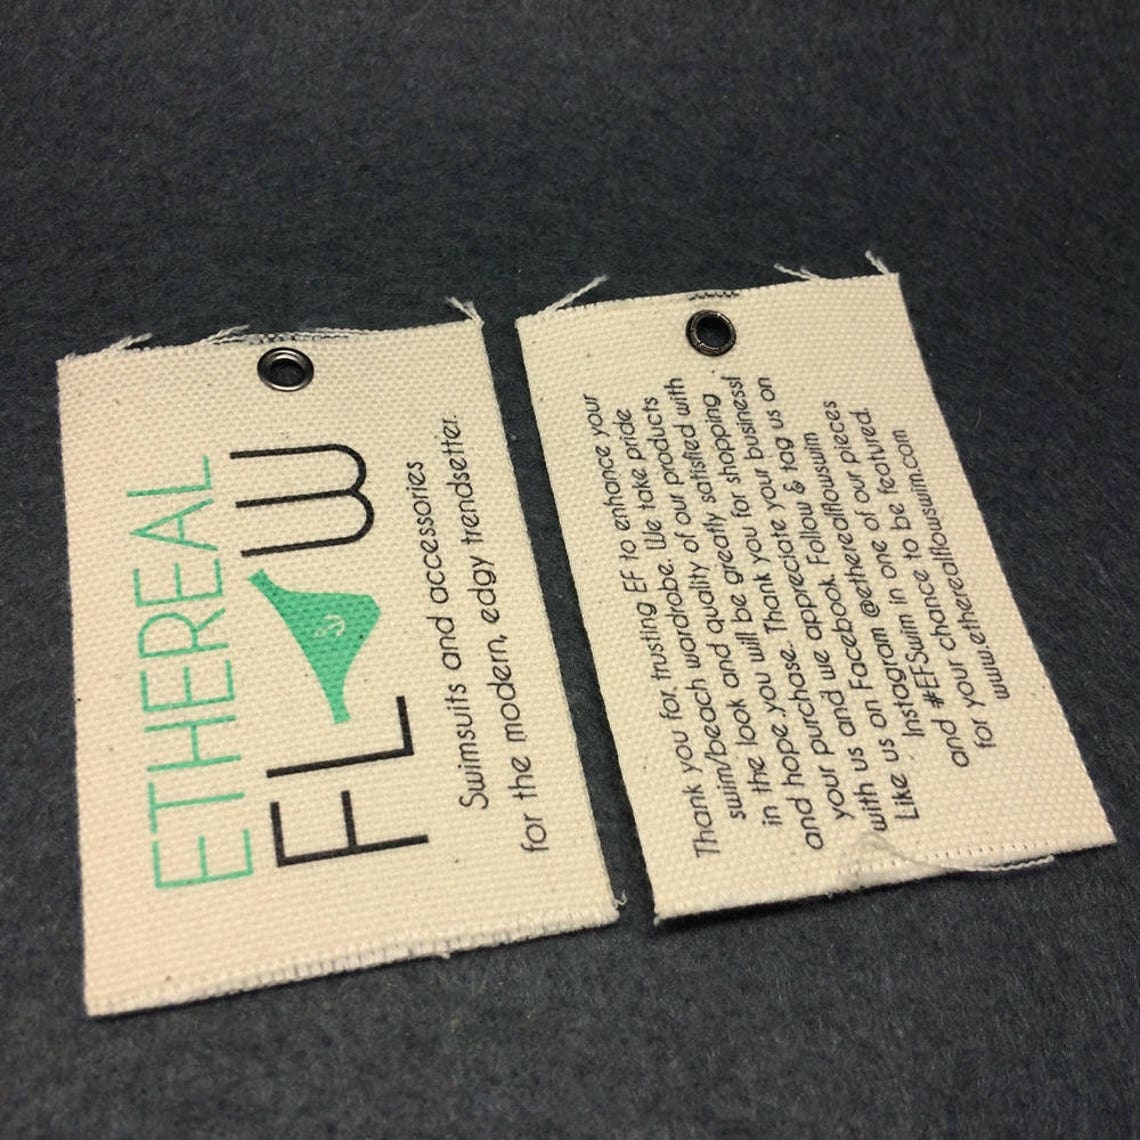 ETHEREAL
FL W
Swimsuits and accessories
for the modern, edgy trendsetter.
Thank you for trusting EF to enhance your
swim/beach wardrobe. We take pride
in the look and quality of our products
and hope you will be greatly satisfied with
your purchase. Thank you for shopping
with us and we appreciate your business!
Like us on Facebook. Follow & tag us on
Instagram @etherealflowswim
and #EFSwim in one of our pieces
for your chance to be featured.
www.etherealflowswim.com